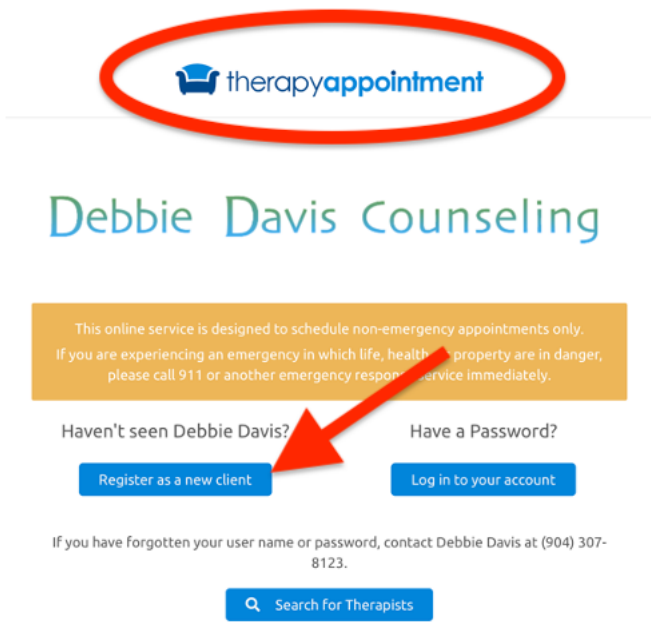 therapyappointment
Debbie Davis Counseling
This online service is designed to schedule non-emergency appointments only.
If you are experiencing an emergency in which life, health property are in danger,
please call 911 or another emergency response service immediately.
Haven't seen Debbie Davis?
Have a Password?
Register as a new client
Log in to your account
If you have forgotten your user name or password, contact Debbie Davis at (904) 307-
8123.
Search for Therapists